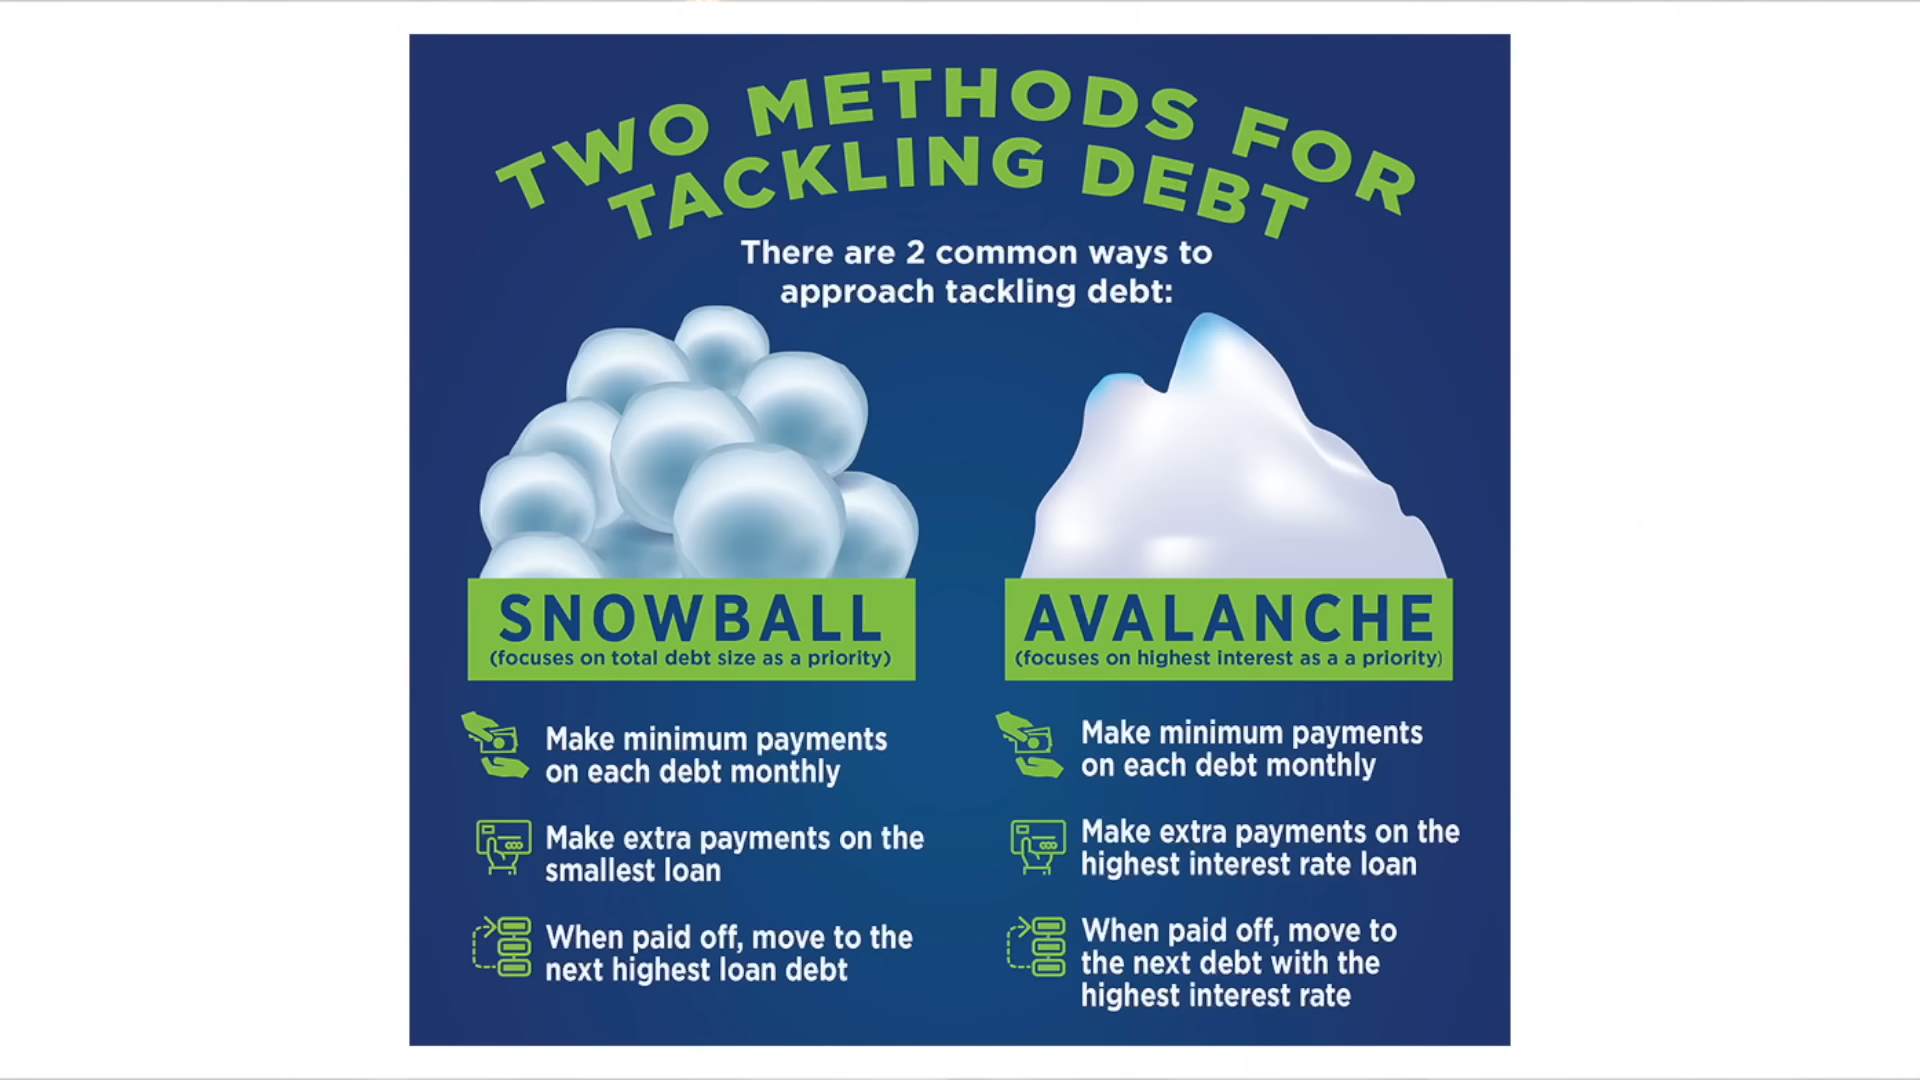 TWO METHODS FOR
TACKLING DEBT
There are 2 common ways to
approach tackling debt:
SNOWBALL
(focuses on total debt size as a priority)
Make minimum payments
on each debt monthly
Make extra payments on the
smallest loan
When paid off, move to the
next highest loan debt
AVALANCHE
(focuses on highest interest as a a priority)
Make minimum payments
on each debt monthly
Make extra payments on the
highest interest rate loan
When paid off, move to
the next debt with the
highest interest rate